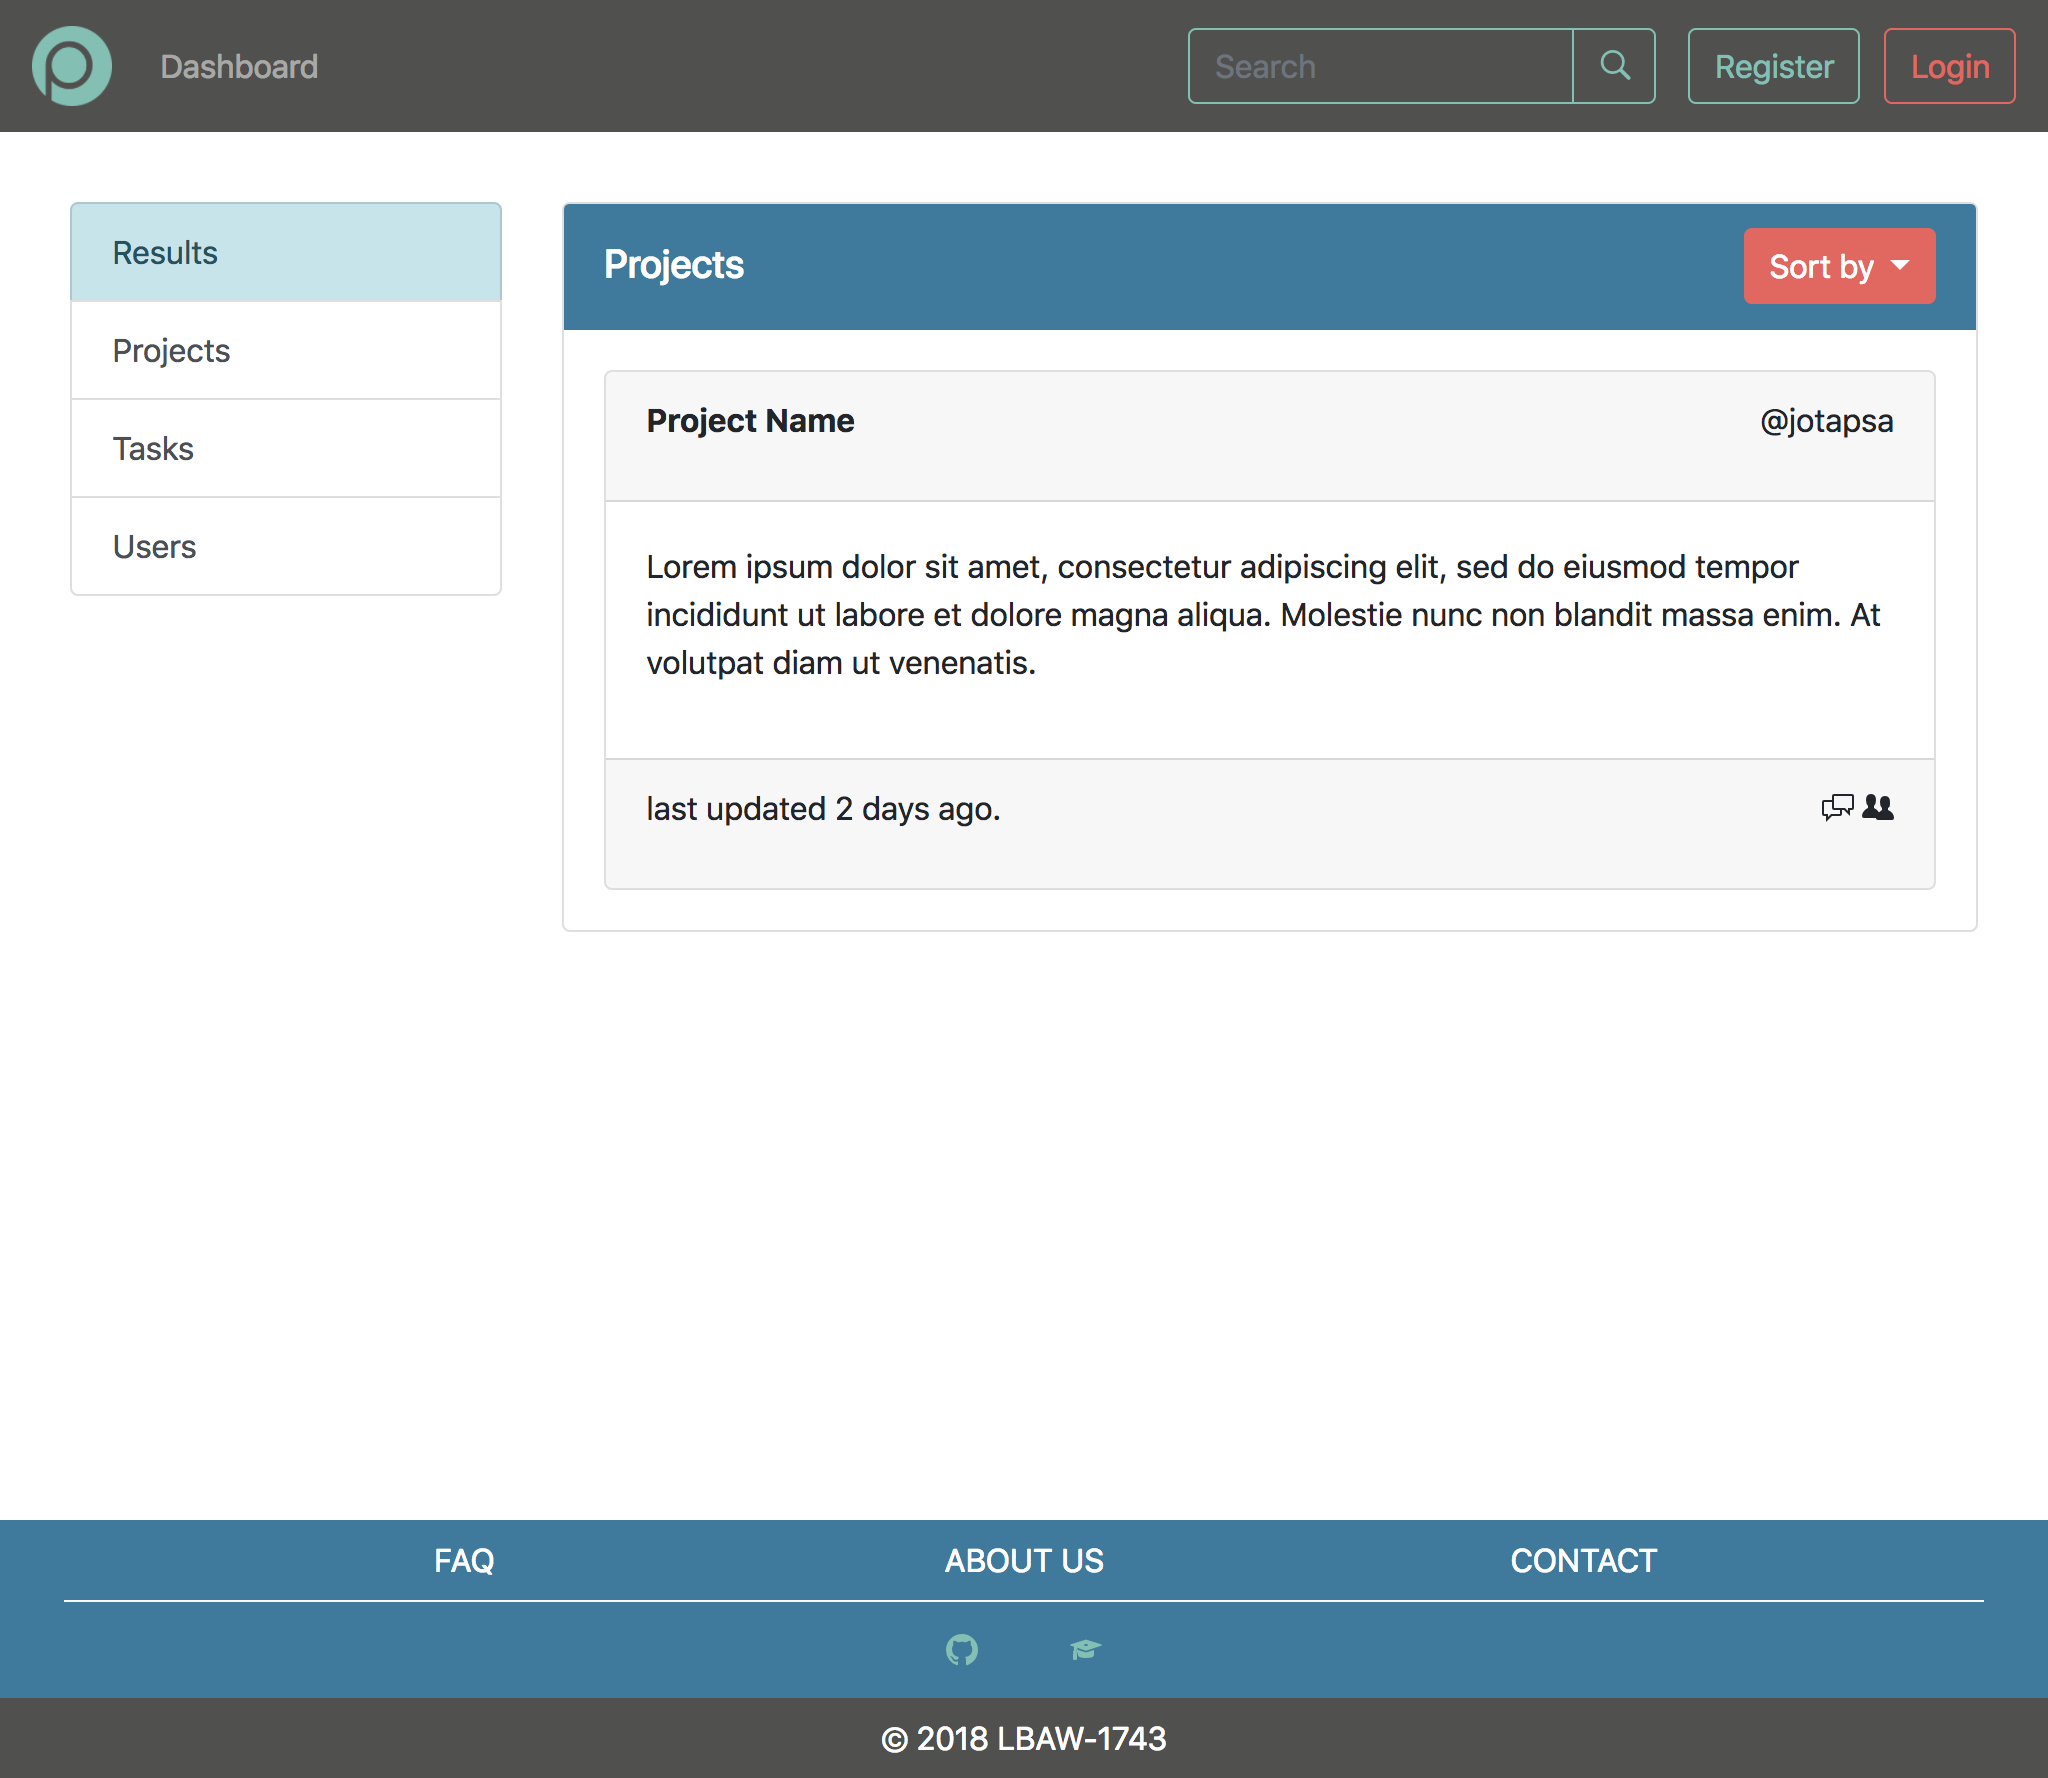 Dashboard
Search
Register
Login
Results
Projects
Tasks
Users
Projects
Sort by
Project Name
@jotapsa
Lorem ipsum dolor sit amet, consectetur adipiscing elit, sed do eiusmod tempor
incididunt ut labore et dolore magna aliqua. Molestie nunc non blandit massa enim. At
volutpat diam ut venenatis.
last updated 2 days ago.
FAQ
ABOUT US
CONTACT
© 2018 LBAW-1743